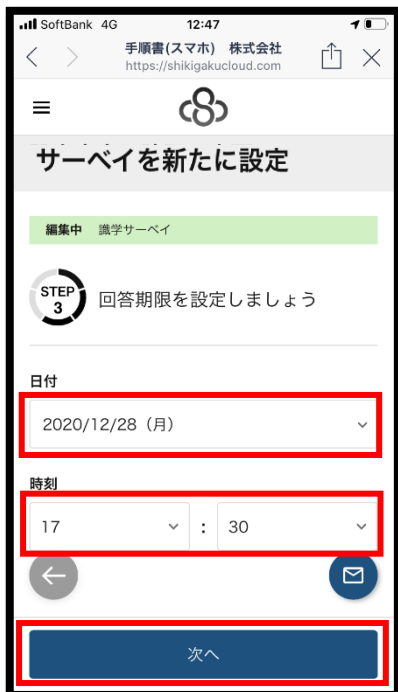 SoftBank 4G 12:47
手順書(スマホ) 株式会社
https://shikigakucloud.com
サーベイを新たに設定
編集中 識学サーベイ
STEP
3
回答期限を設定しましょう
日付
2020/12/28（月）
時刻
17 : 30
次へ